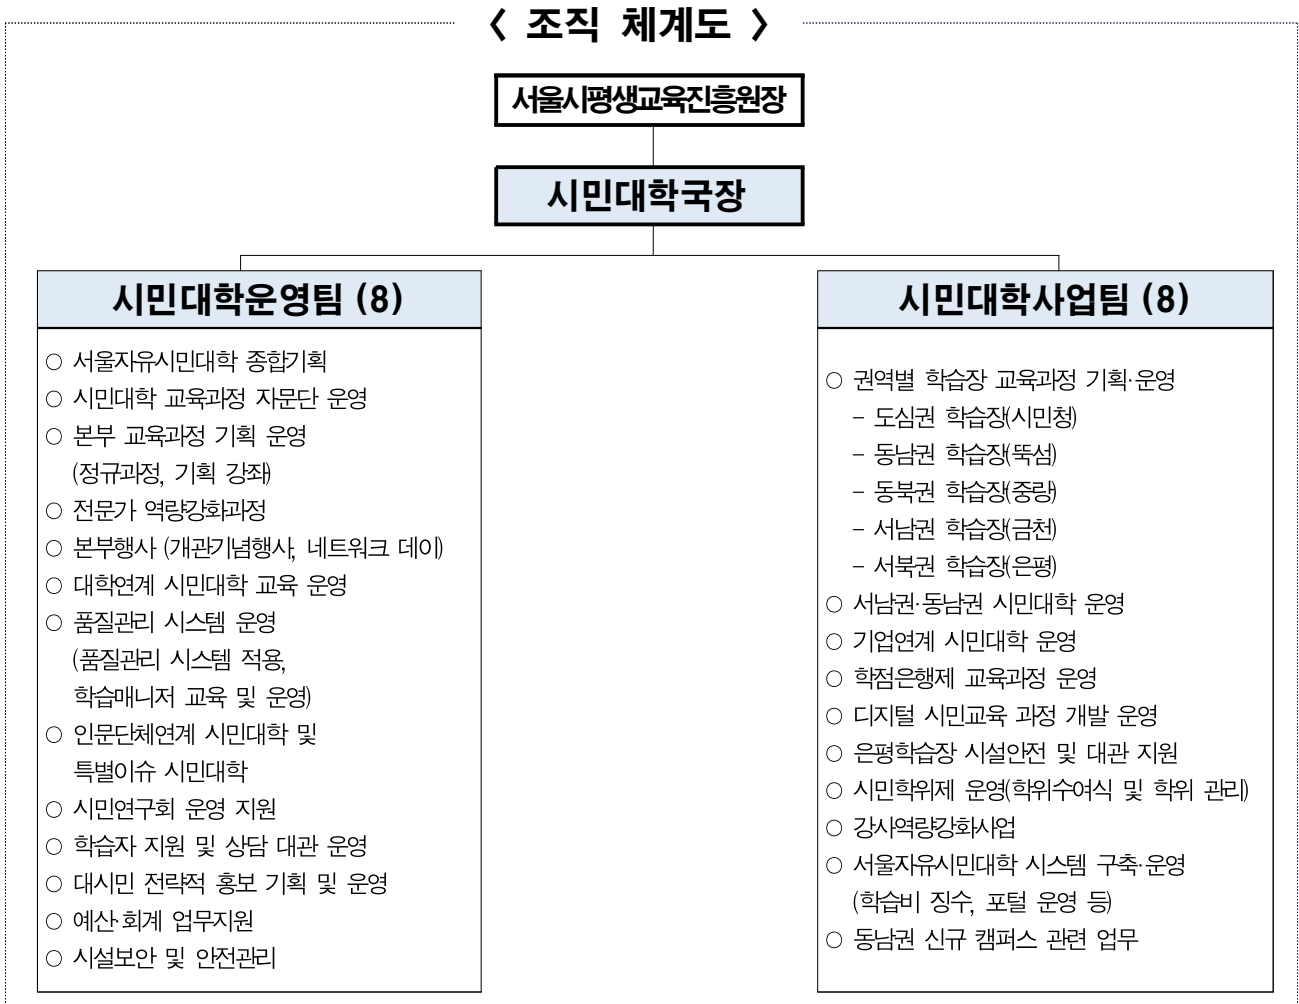 < 조직 체계도 >
서울시평생교육진흥원장
시민대학국장
시민대학운영팀 (8)
○ 서울자유시민대학 종합기획
○ 시민대학 교육과정 자문단 운영
○ 본부 교육과정 기획 운영
(정규과정, 기획 강좌)
○ 전문가 역량강화과정
○ 본부행사 (개관기념행사, 네트워크 데이)
○ 대학연계 시민대학 교육 운영
○ 품질관리 시스템 운영
(품질관리 시스템 적용,
학습매니저 교육 및 운영)
○ 인문단체연계 시민대학 및
특별이슈 시민대학
○ 시민연구회 운영 지원
○ 학습자 지원 및 상담 대관 운영
○ 대시민 전략적 홍보 기획 및 운영
○ 예산·회계 업무지원
○ 시설보안 및 안전관리
시민대학사업팀 (8)
○ 권역별 학습장 교육과정 기획·운영
- 도심권 학습장(시민청)
- 동남권 학습장(뚝섬)
- 동북권 학습장(중랑)
- 서남권 학습장(금천)
- 서북권 학습장(은평)
○ 서남권·동남권 시민대학 운영
○ 기업연계 시민대학 운영
○ 학점은행제 교육과정 운영
○ 디지털 시민교육 과정 개발 운영
○ 은평학습장 시설안전 및 대관 지원
○ 시민학위제 운영(학위수여식 및 학위 관리)
○ 강사역량강화사업
○ 서울자유시민대학 시스템 구축·운영
(학습비 징수, 포털 운영 등)
○ 동남권 신규 캠퍼스 관련 업무